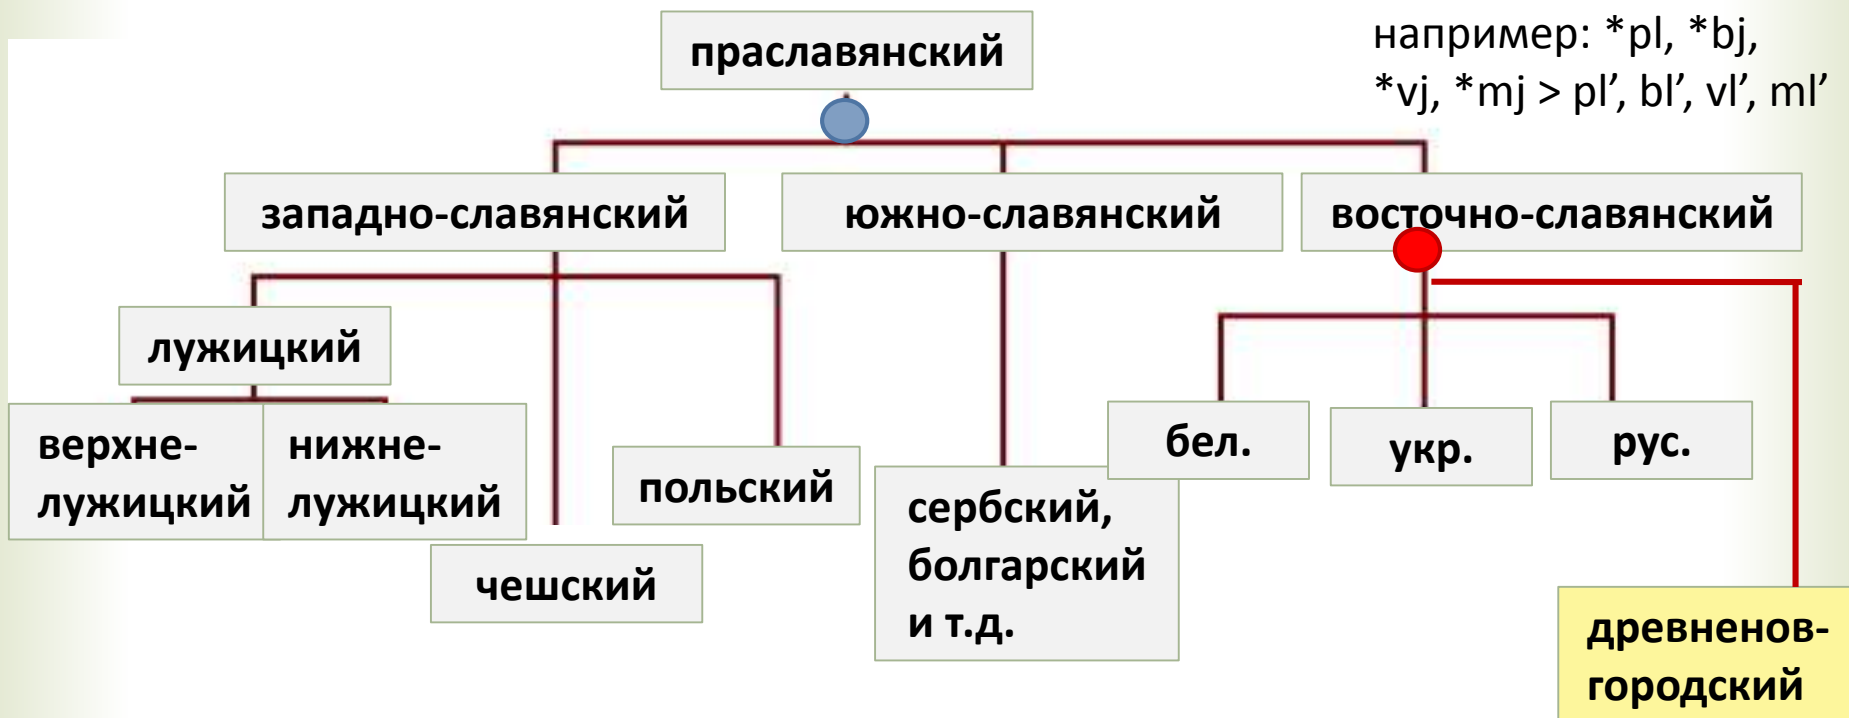 праславянский
например: *pl, *bj,
*vj, *mj > pl’, bl’, vl’, ml’
западно-славянский
южно-славянский
восточно-славянский
лужицкий
верхне-
лужицкий
нижне-
лужицкий
чешский
польский
сербский,
болгарский
и т.д.
бел.
укр.
рус.
древненов-
городский